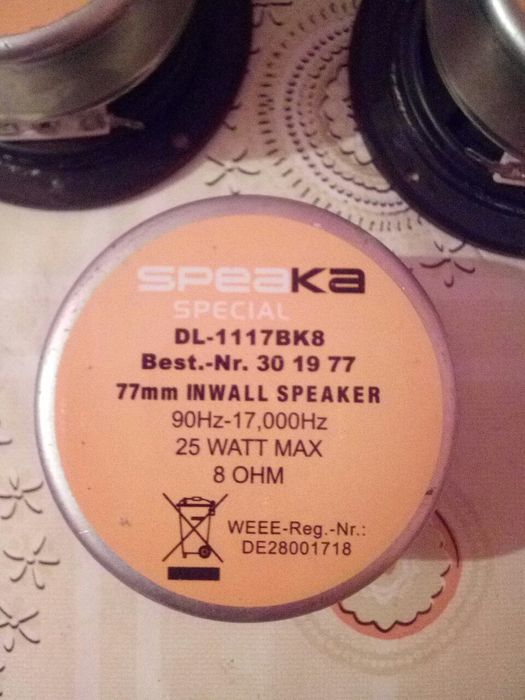 SPEAKA
SPECIAL
DL-1117BK8
Best.-Nr. 30 19 77
77mm INWALL SPEAKER
90Hz-17,000Hz
25 WATT MAX
8 OHM
WEEE-Reg.-Nr.:
DE28001718